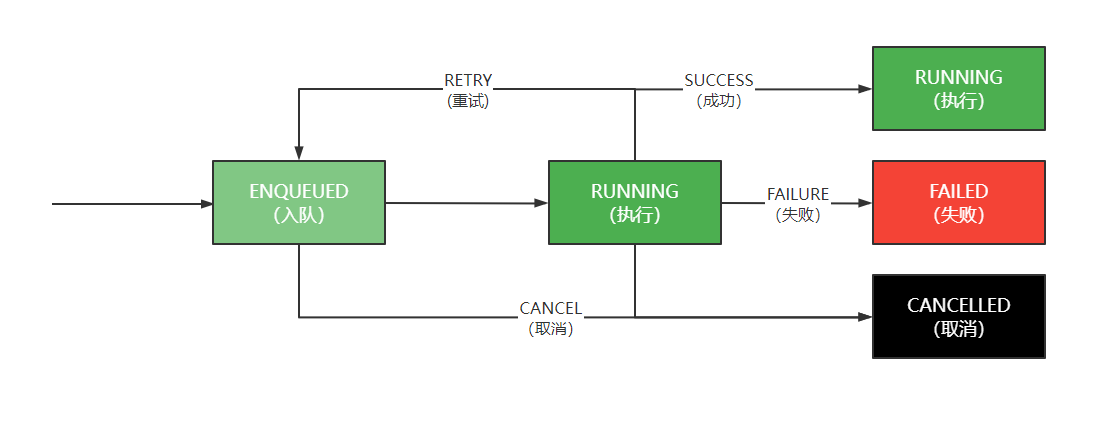 RETRY
(重试)
SUCCESS
(成功)
RUNNING
(执行)
ENQUEUED
(入队)
RUNNING
(执行)
FAILURE
(失败)
FAILED
(失败)
CANCEL
(取消)
CANCELLED
(取消)